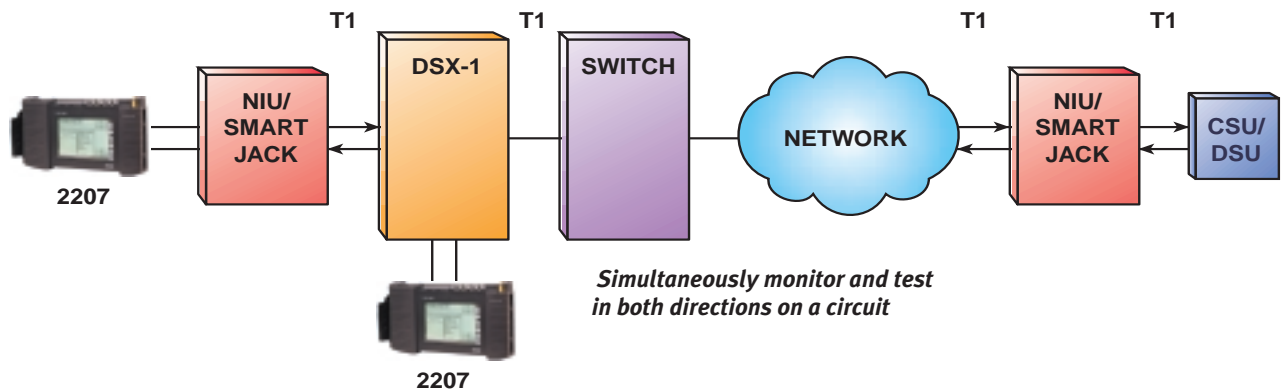 T1
T1
T1
T1
DSX-1
SWITCH
NIU/
SMART
JACK
NETWORK
NIU/
SMART
JACK
CSU/
DSU
2207
Simultaneously monitor and test
in both directions on a circuit
2207